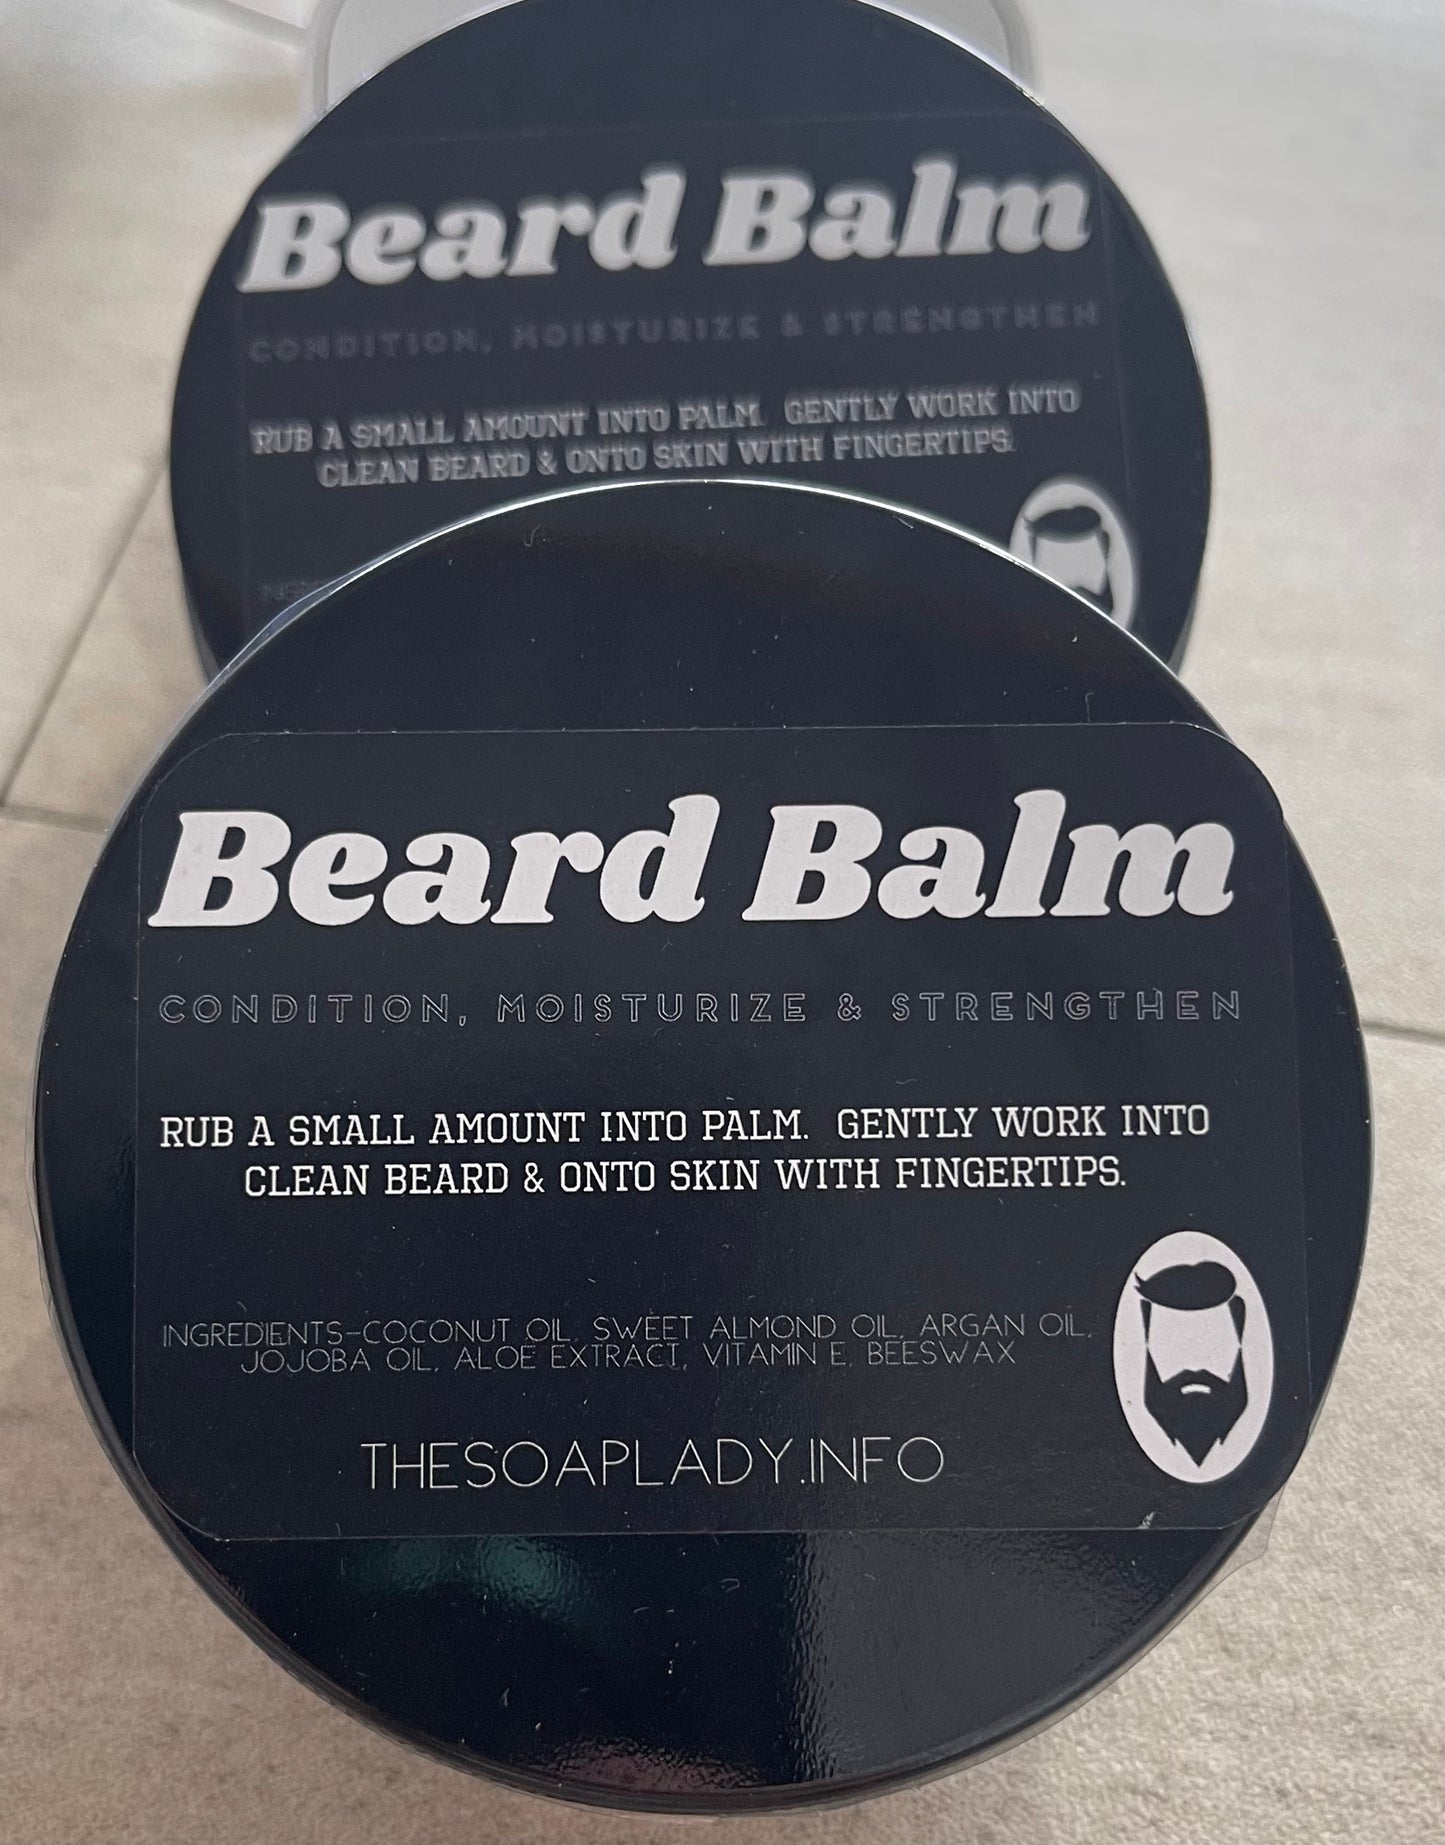 Beard Balm
CONDITION, MOISTURIZE & STRENGTHEN
RUB A SMALL AMOUNT INTO PALM. GENTLY WORK INTO
CLEAN BEARD & ONTO SKIN WITH FINGERTIPS.
Beard Balm
CONDITION, MOISTURIZE & STRENGTHEN
RUB A SMALL AMOUNT INTO PALM. GENTLY WORK INTO
CLEAN BEARD & ONTO SKIN WITH FINGERTIPS.
INGREDIENTS-COCONUT OIL, SWEET ALMOND OIL, ARGAN OIL,
JOJOBA OIL, ALOE EXTRACT, VITAMIN E, BEESWAX
THESOAPLADY.INFO